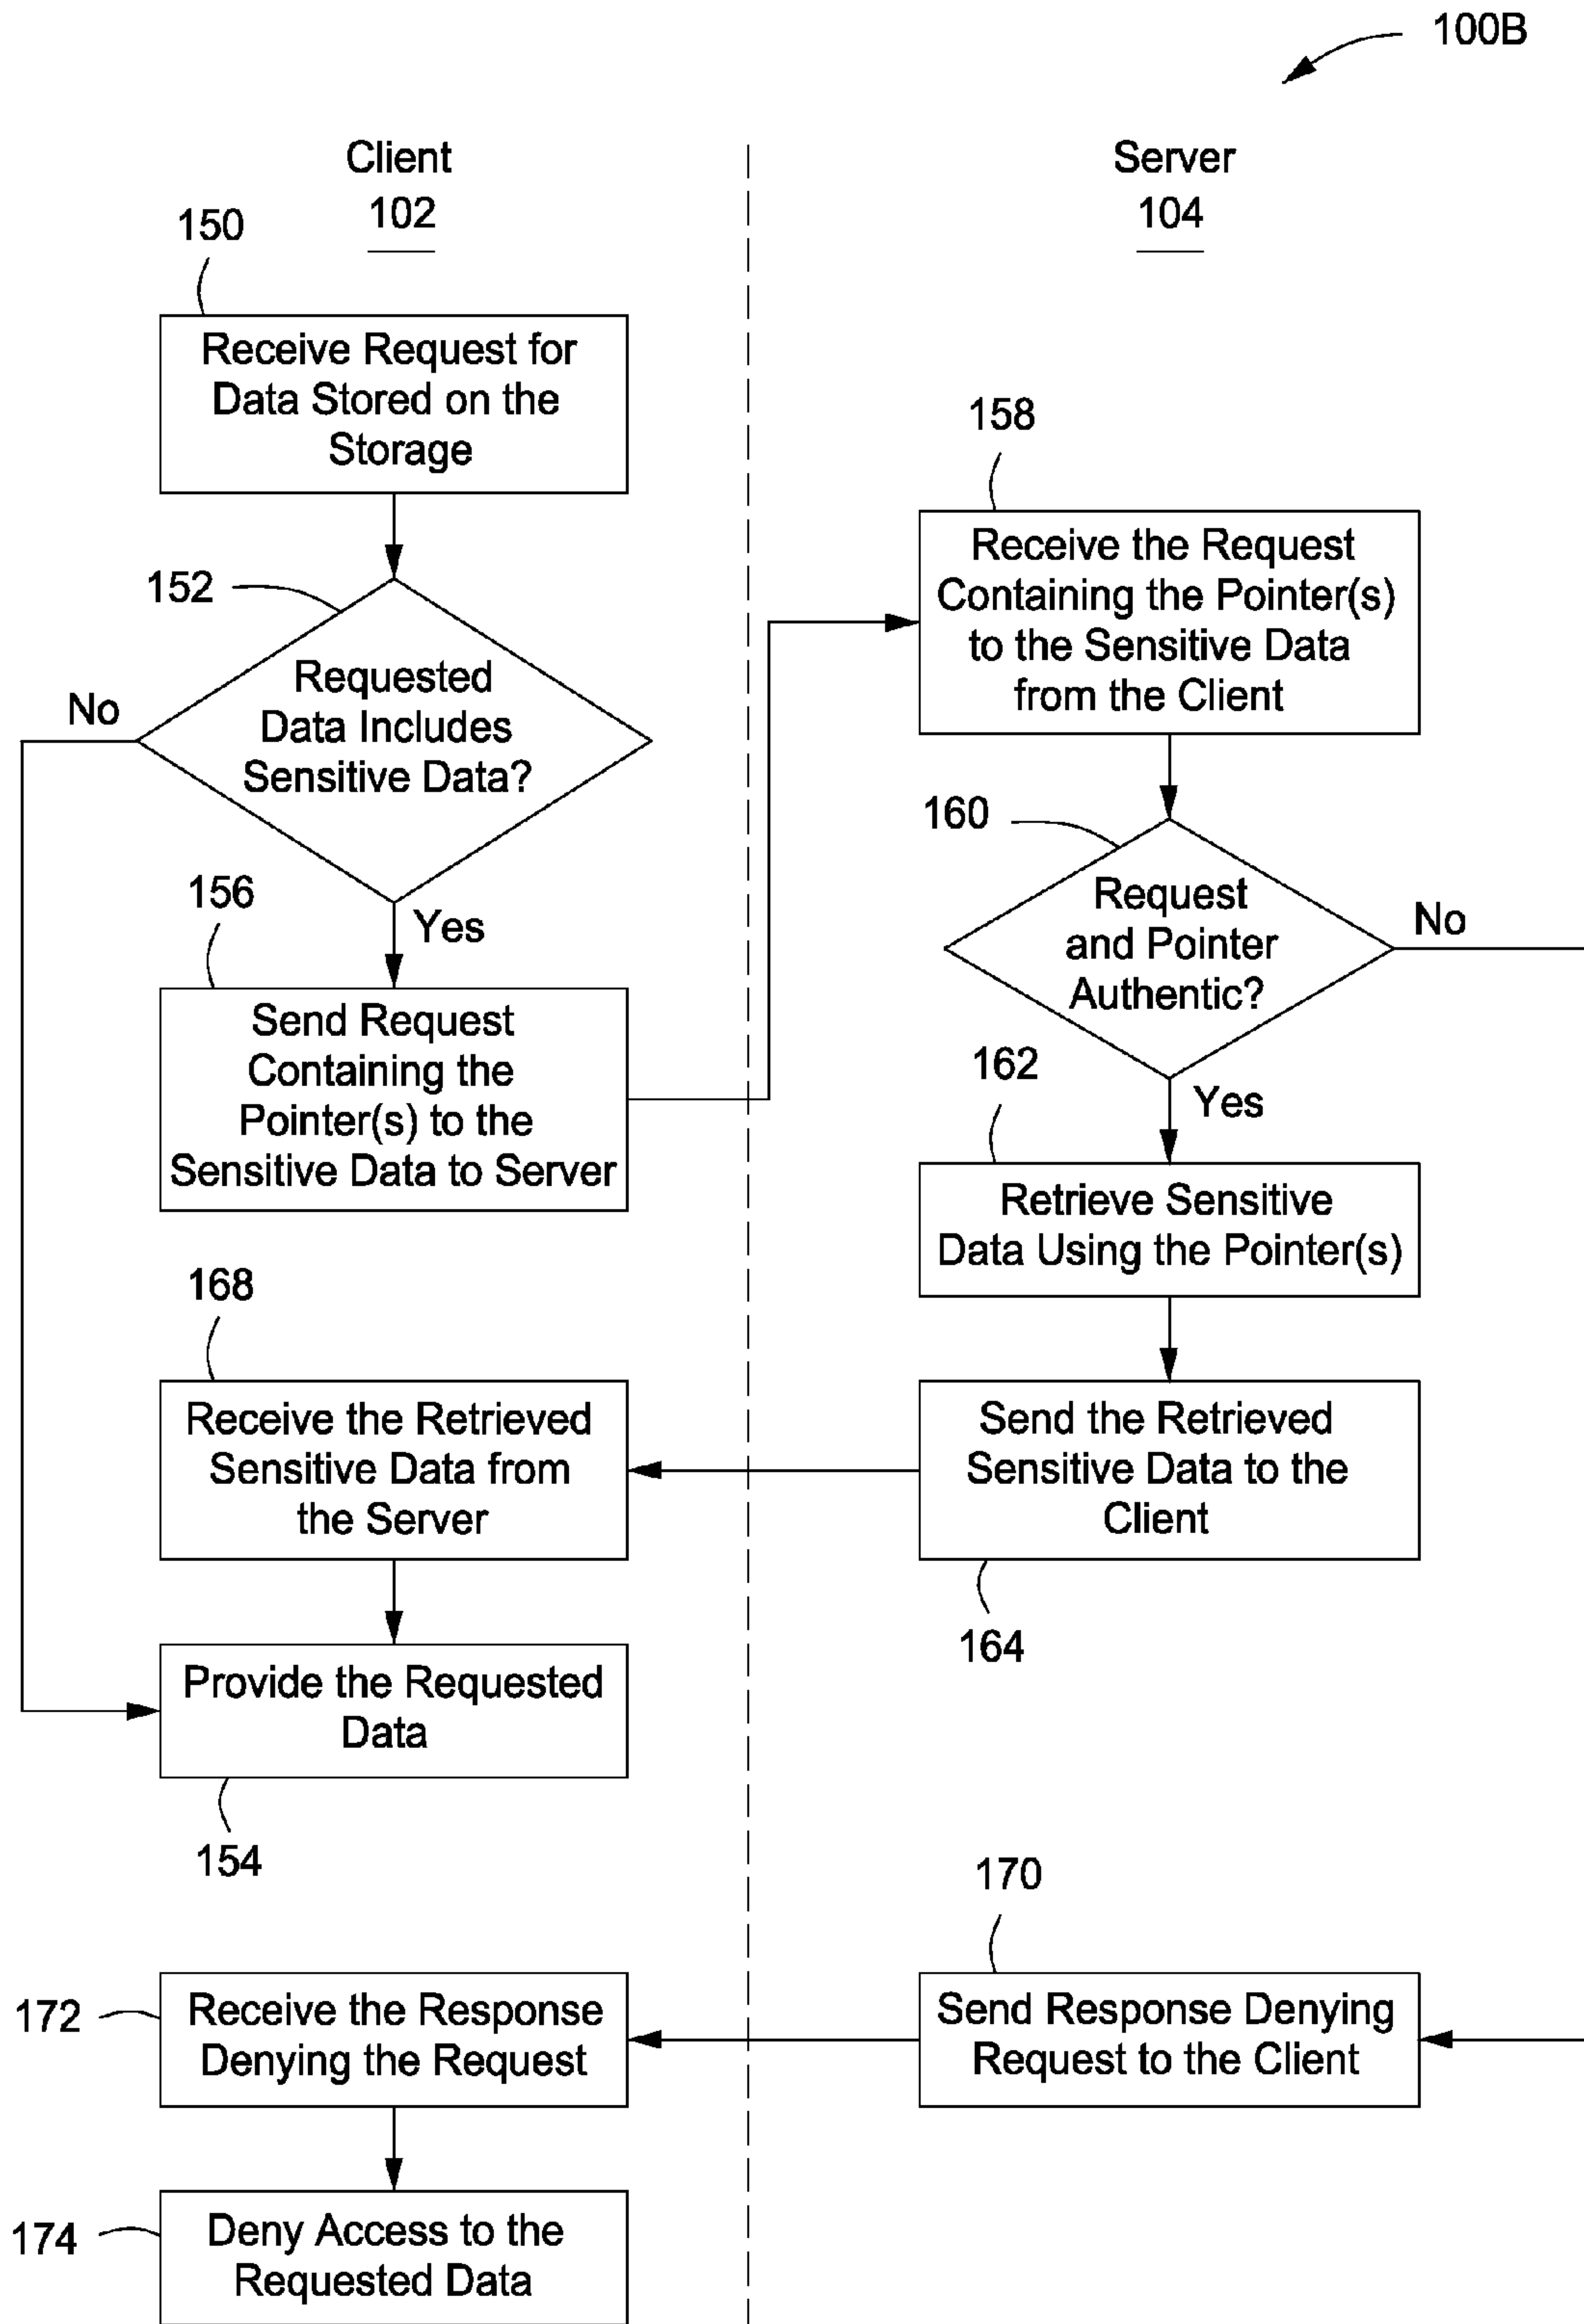 100B
Client
102
Server
104
150
Receive Request for
Data Stored on the
Storage
152
Requested
Data Includes
Sensitive Data?
No
Yes
156
Send Request
Containing the
Pointer(s) to the
Sensitive Data to Server
158
Receive the Request
Containing the Pointer(s)
to the Sensitive Data
from the Client
160
Request
and Pointer
Authentic?
No
Yes
162
Retrieve Sensitive
Data Using the Pointer(s)
Send the Retrieved
Sensitive Data to the
Client
164
168
Receive the Retrieved
Sensitive Data from
the Server
Provide the Requested
Data
154
170
Send Response Denying
Request to the Client
172
Receive the Response
Denying the Request
174
Deny Access to the
Requested Data